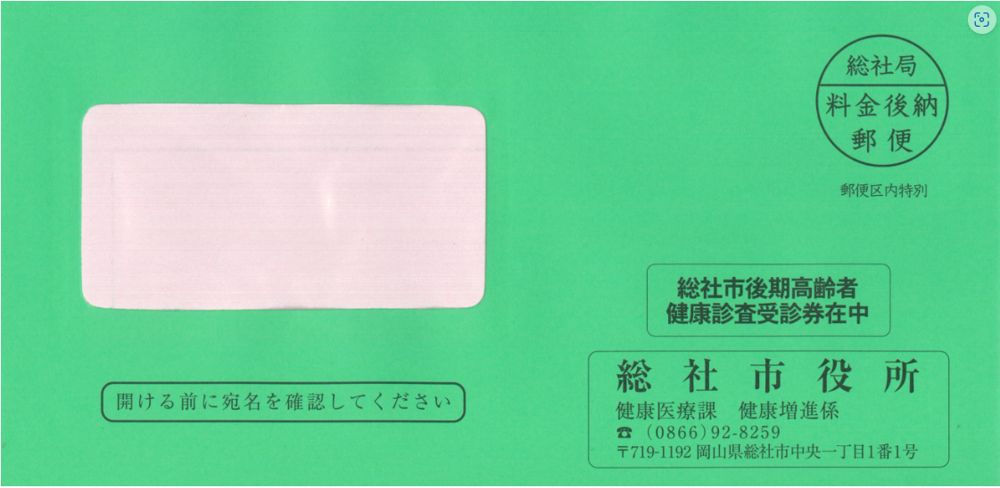 総社局
料金後納
郵便
郵便区内特別
総社市後期高齢者
健康診査受診券在中
開ける前に宛名を確認してください
総社市役所
健康医療課　健康増進係
☎（0866）92-8259
〒719-1192 岡山県総社市中央一丁目1番1号